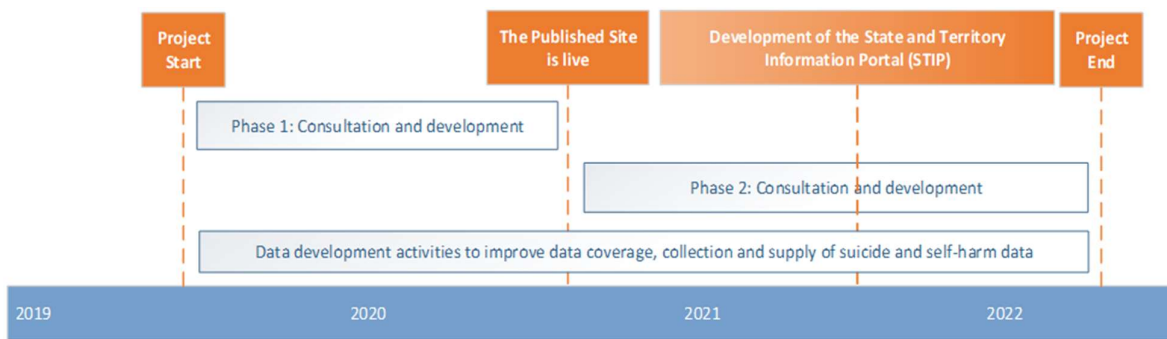 Project
Start
The Published Site
is live
Development of the State and Territory
Information Portal (STIP)
Project
End
Phase 1: Consultation and development
Phase 2: Consultation and development
Data development activities to improve data coverage, collection and supply of suicide and self-harm data
2019
2020
2021
2022